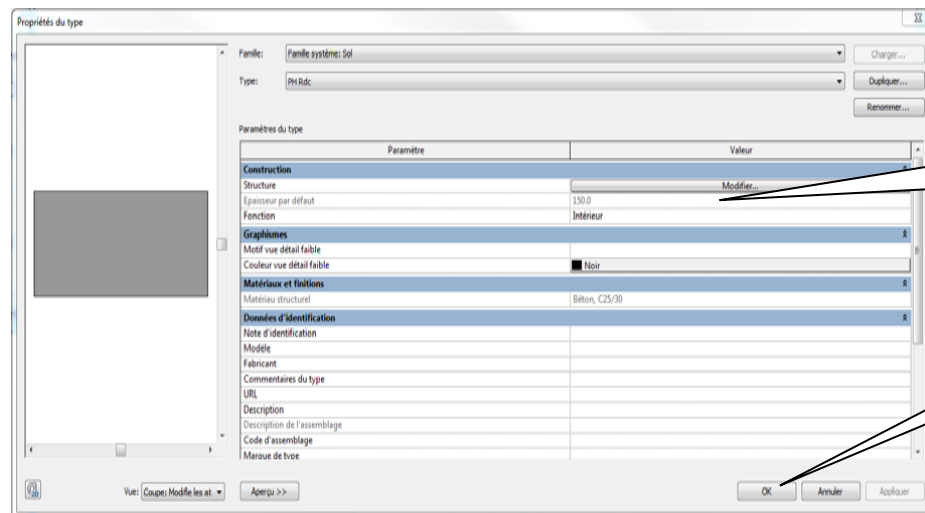 Propriétés du type
Famille: Famille système: Sol Charger...
Type: PH Rdc Dupliquer...
Renommer...
Paramètres du type
Paramètre Valeur
Construction
Structure Modifier...
Epaisseur par défaut 150.0
Fonction Intérieur
Graphismes
Motif vue détail faible
Couleur vue détail faible Noir
Matériaux et finitions
Matériau structurel Béton, C25/30
Données d'identification
Note d'identification
Modèle
Fabricant
Commentaires du type
URL
Description
Description de l'assemblage
Code d'assemblage
Marque de type
Vue: Coupe: Modifie les at Aperçu >> OK Annuler Appliquer